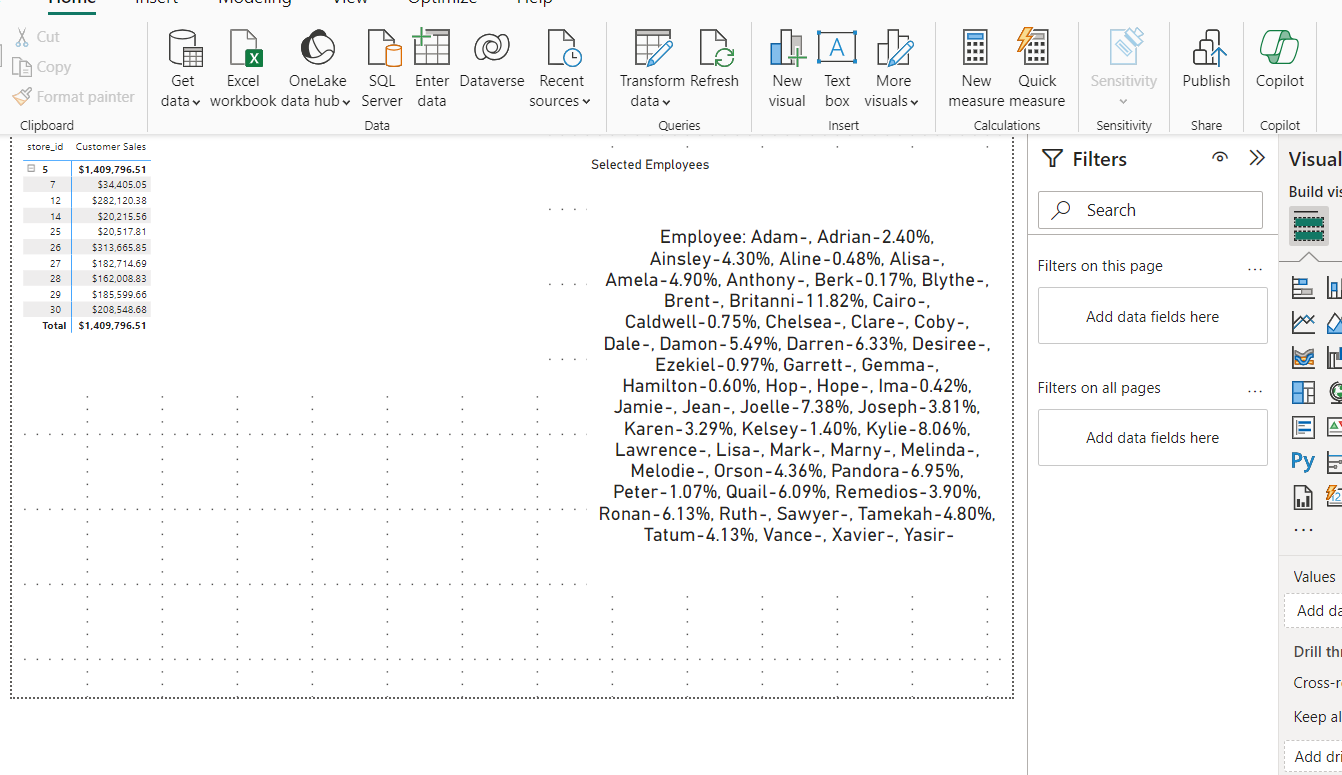 Home Insert Modeling View Optimize Help
Cut
Copy
Format painter
Clipboard
Get data
Excel workbook
OneLake data hub
SQL Server
Enter data
Dataverse
Recent sources
Data
Transform data
Refresh
Queries
New visual
Text box
More visuals
Insert
New measure
Quick measure
Calculations
Sensitivity
Sensitivity
Publish
Share
Copilot
Copilot
store_id Customer Sales
5 $1,409,796.51
7 $34,405.05
12 $282,120.38
14 $20,215.56
25 $20,517.81
26 $313,665.85
27 $182,714.69
28 $162,008.83
29 $185,599.66
30 $208,548.68
Total $1,409,796.51
Selected Employees
Employee: Adam-, Adrian-2.40%,
Ainsley-4.30%, Aline-0.48%, Alisa-,
Amela-4.90%, Anthony-, Berk-0.17%, Blythe-,
Brent-, Britanni-11.82%, Cairo-,
Caldwell-0.75%, Chelsea-, Clare-, Coby-,
Dale-, Damon-5.49%, Darren-6.33%, Desiree-,
Ezekiel-0.97%, Garrett-, Gemma-,
Hamilton-0.60%, Hop-, Hope-, Ima-0.42%,
Jamie-, Jean-, Joelle-7.38%, Joseph-3.81%,
Karen-3.29%, Kelsey-1.40%, Kylie-8.06%,
Lawrence-, Lisa-, Mark-, Marny-, Melinda-,
Melodie-, Orson-4.36%, Pandora-6.95%,
Peter-1.07%, Quail-6.09%, Remedios-3.90%,
Ronan-6.13%, Ruth-, Sawyer-, Tamekah-4.80%,
Tatum-4.13%, Vance-, Xavier-, Yasir-
Filters
Search
Filters on this page
...
Add data fields here
Filters on all pages
...
Add data fields here
Visual
Build vis
Py
...
Values
Add da
Drill thr
Cross-r
Keep al
Add dri